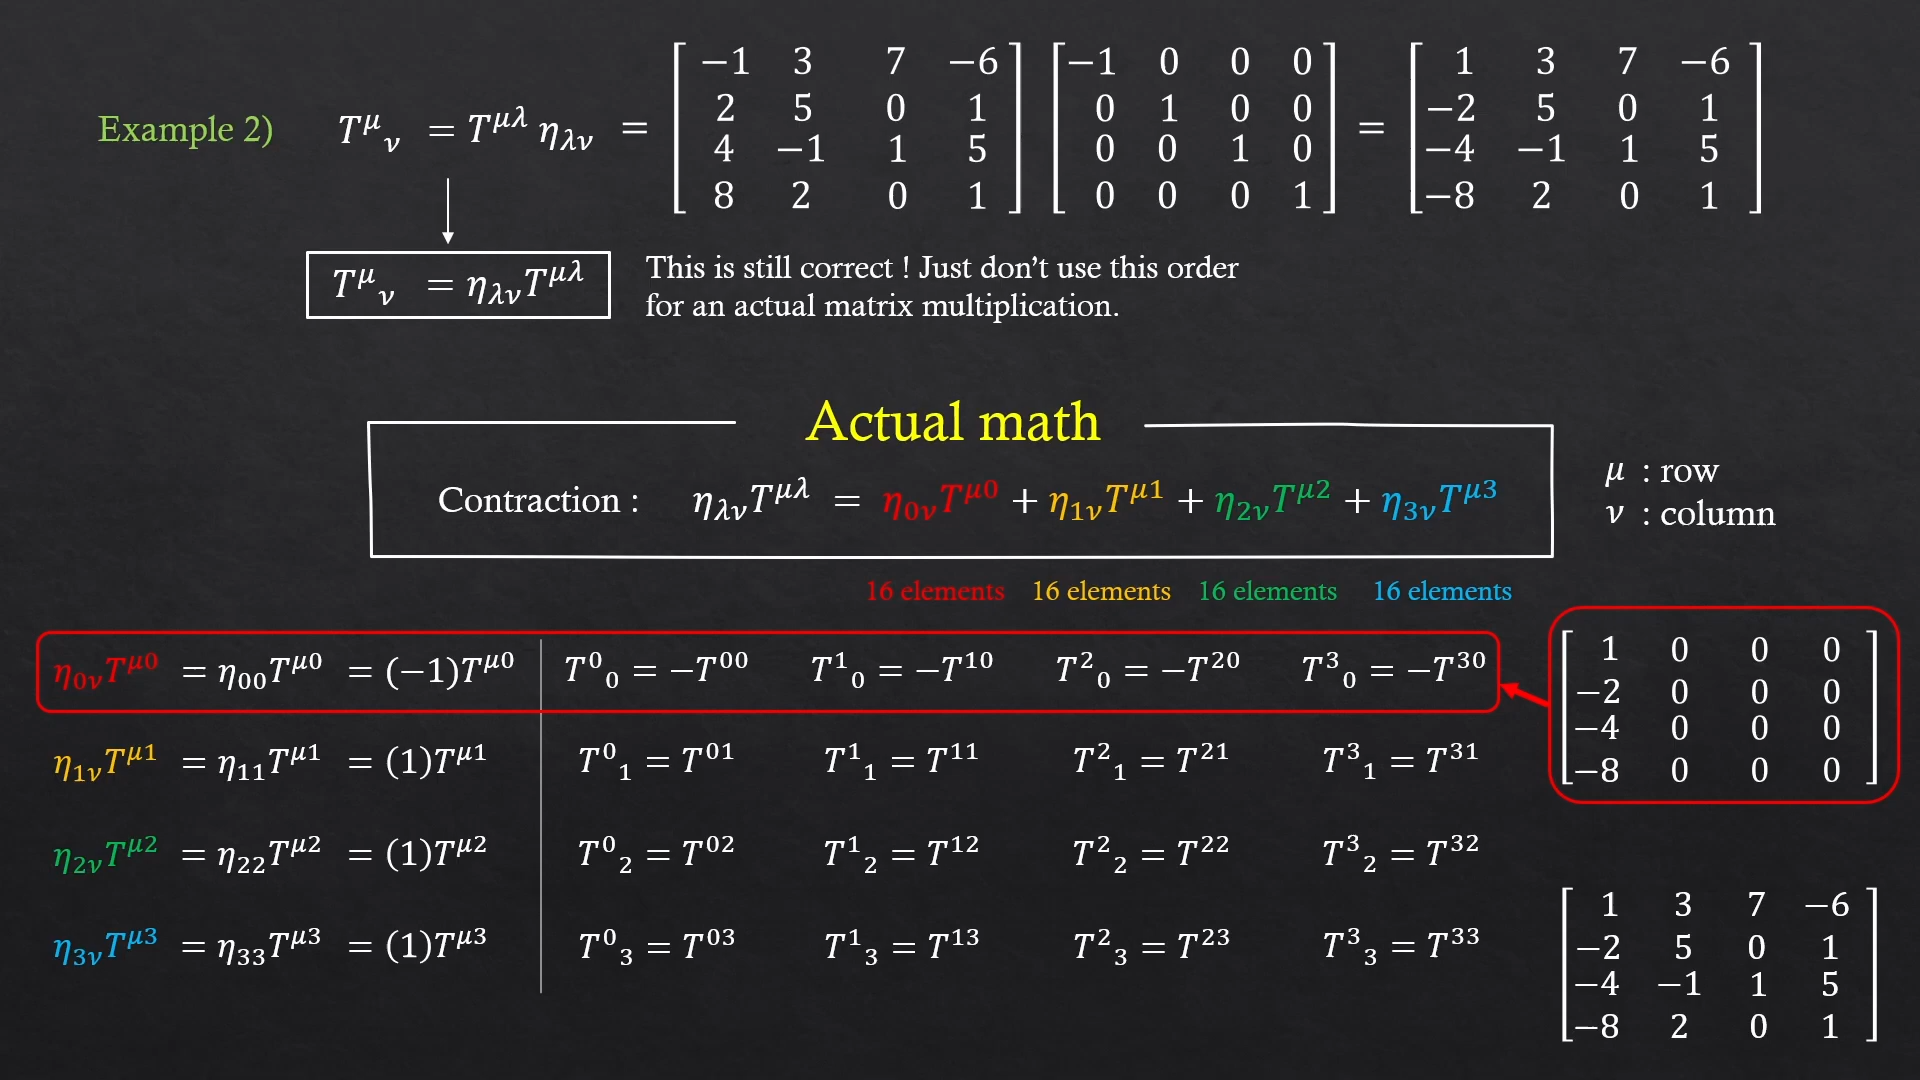 Example 2) T^μ_ν = T^{μλ} η_{λν} = [−1 3 7 −6; 2 5 0 1; 4 −1 1 5; 8 2 0 1] [−1 0 0 0; 0 1 0 0; 0 0 1 0; 0 0 0 1] = [1 3 7 −6; −2 5 0 1; −4 −1 1 5; −8 2 0 1]
T^μ_ν = η_{λν}T^{μλ}
This is still correct ! Just don’t use this order
for an actual matrix multiplication.
Actual math
Contraction : η_{λν}T^{μλ} = η_{0ν}T^{μ0} + η_{1ν}T^{μ1} + η_{2ν}T^{μ2} + η_{3ν}T^{μ3}
μ : row
ν : column
16 elements 16 elements 16 elements 16 elements
η_{0ν}T^{μ0} = η_{00}T^{μ0} = (−1)T^{μ0} T^0_0 = −T^{00} T^1_0 = −T^{10} T^2_0 = −T^{20} T^3_0 = −T^{30}
1 0 0 0
−2 0 0 0
−4 0 0 0
−8 0 0 0
η_{1ν}T^{μ1} = η_{11}T^{μ1} = (1)T^{μ1} T^0_1 = T^{01} T^1_1 = T^{11} T^2_1 = T^{21} T^3_1 = T^{31}
η_{2ν}T^{μ2} = η_{22}T^{μ2} = (1)T^{μ2} T^0_2 = T^{02} T^1_2 = T^{12} T^2_2 = T^{22} T^3_2 = T^{32}
η_{3ν}T^{μ3} = η_{33}T^{μ3} = (1)T^{μ3} T^0_3 = T^{03} T^1_3 = T^{13} T^2_3 = T^{23} T^3_3 = T^{33}
1 3 7 −6
−2 5 0 1
−4 −1 1 5
−8 2 0 1